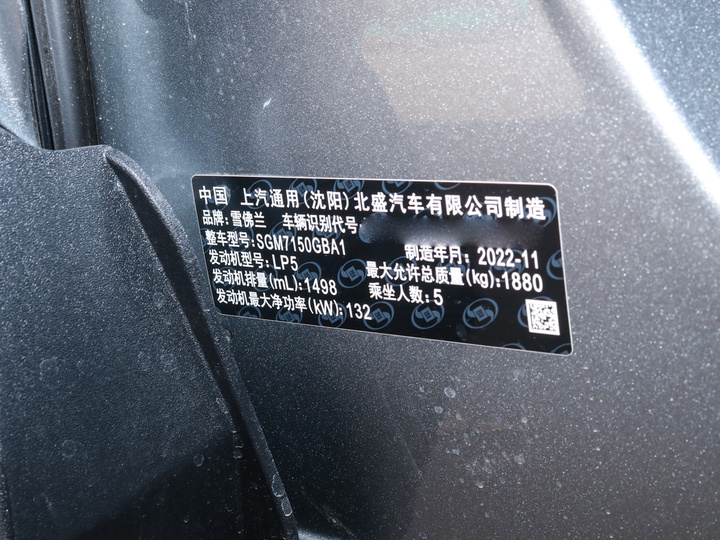 中国 上汽通用(沈阳)北盛汽车有限公司制造
品牌:雪佛兰 车辆识别代号
整车型号:SGM7150GBA1 制造年月:2022-11
发动机型号:LP5 最大允许总质量(kg):1880
发动机排量(mL):1498 乘坐人数:5
发动机最大净功率(kW):132